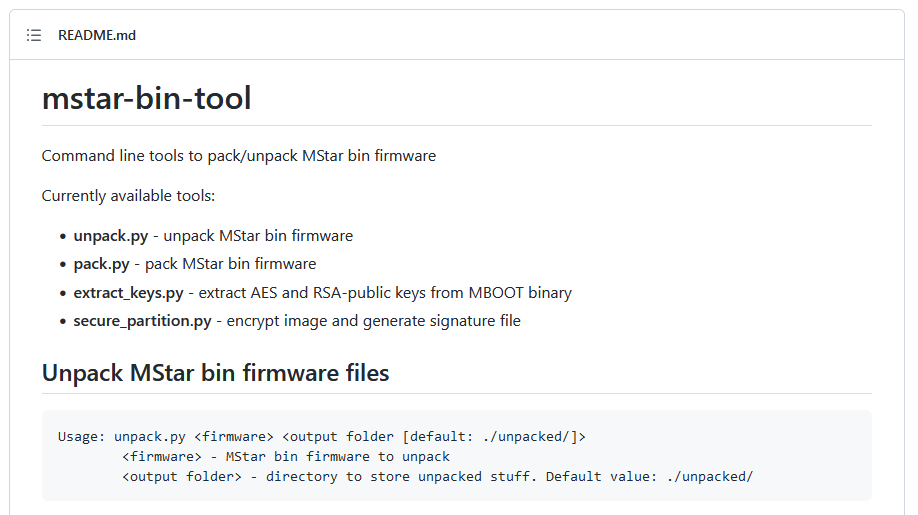 README.md
mstar-bin-tool
Command line tools to pack/unpack MStar bin firmware
Currently available tools:
unpack.py - unpack MStar bin firmware
pack.py - pack MStar bin firmware
extract_keys.py - extract AES and RSA-public keys from MBOOT binary
secure_partition.py - encrypt image and generate signature file
Unpack MStar bin firmware files
Usage: unpack.py <firmware> <output folder [default: ./unpacked/]>
<firmware> - MStar bin firmware to unpack
<output folder> - directory to store unpacked stuff. Default value: ./unpacked/